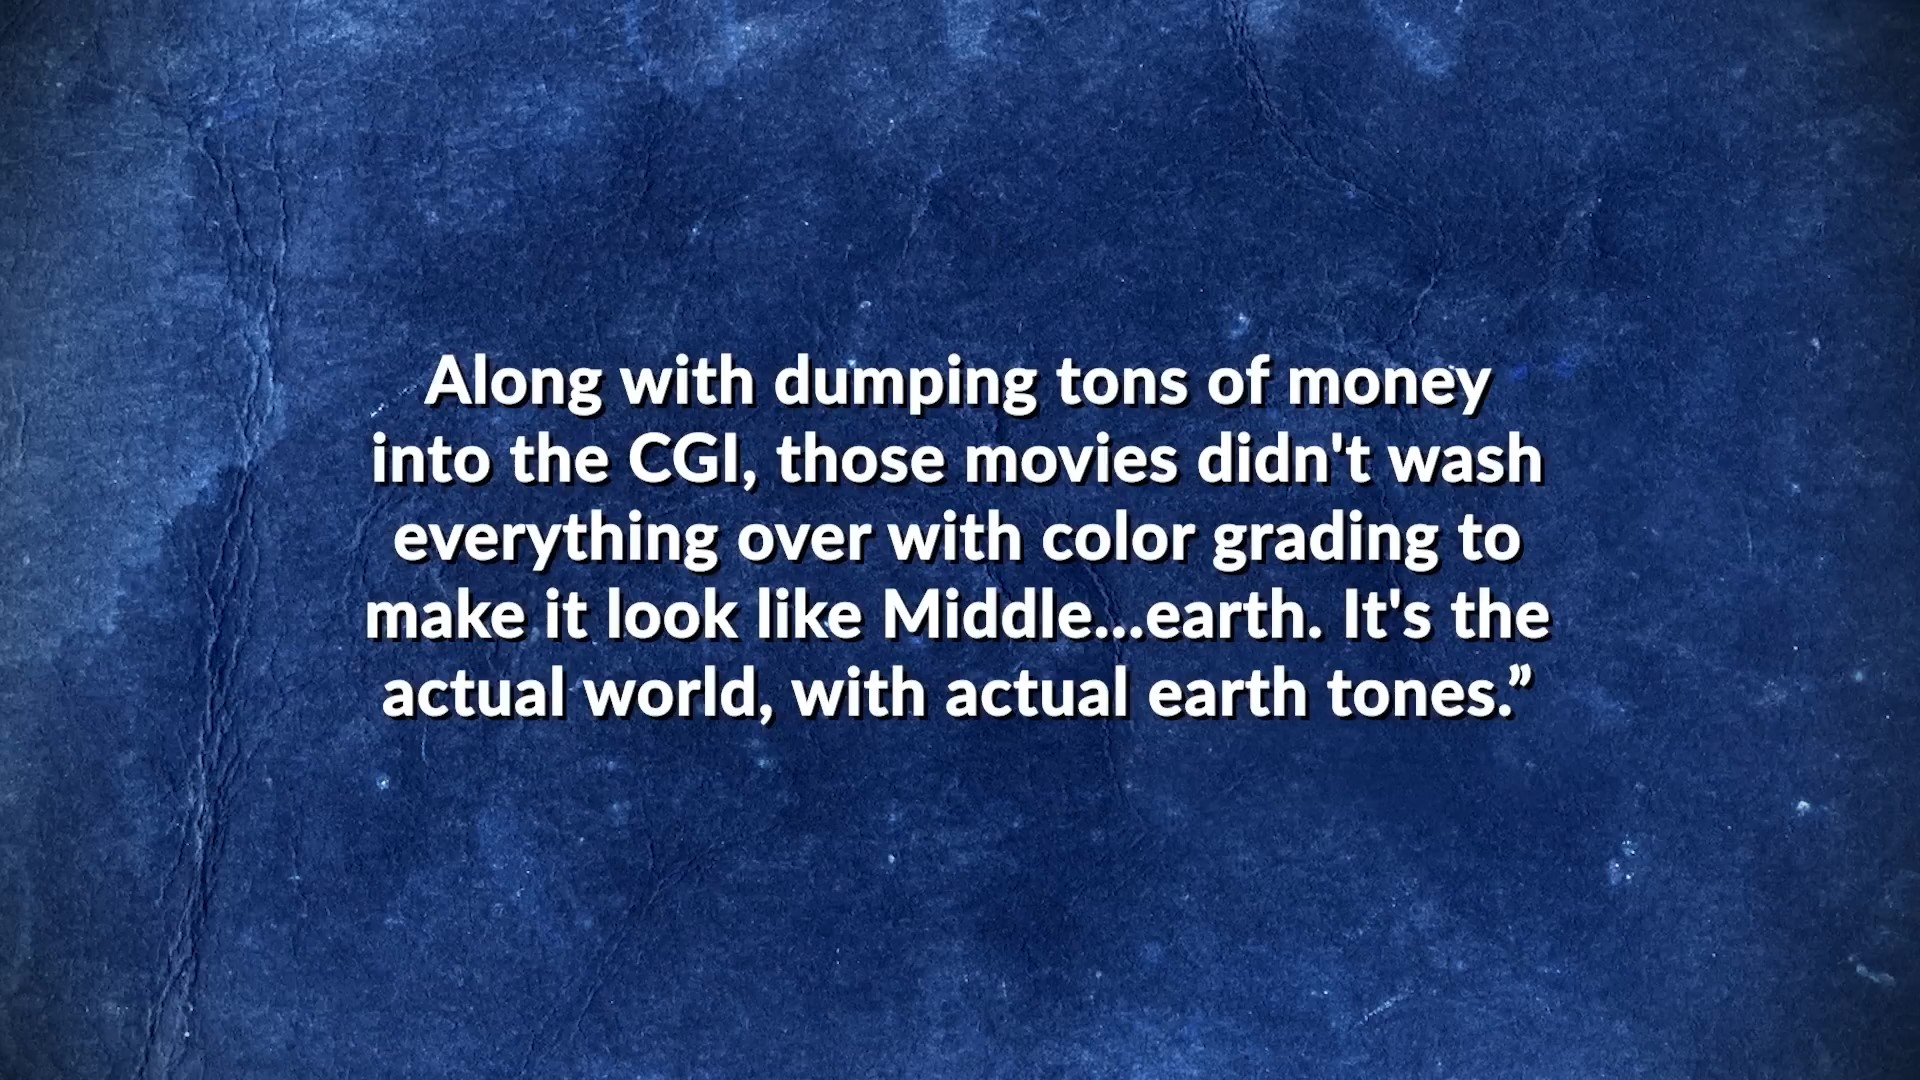 Along with dumping tons of money
into the CGI, those movies didn't wash
everything over with color grading to
make it look like Middle...earth. It's the
actual world, with actual earth tones.”